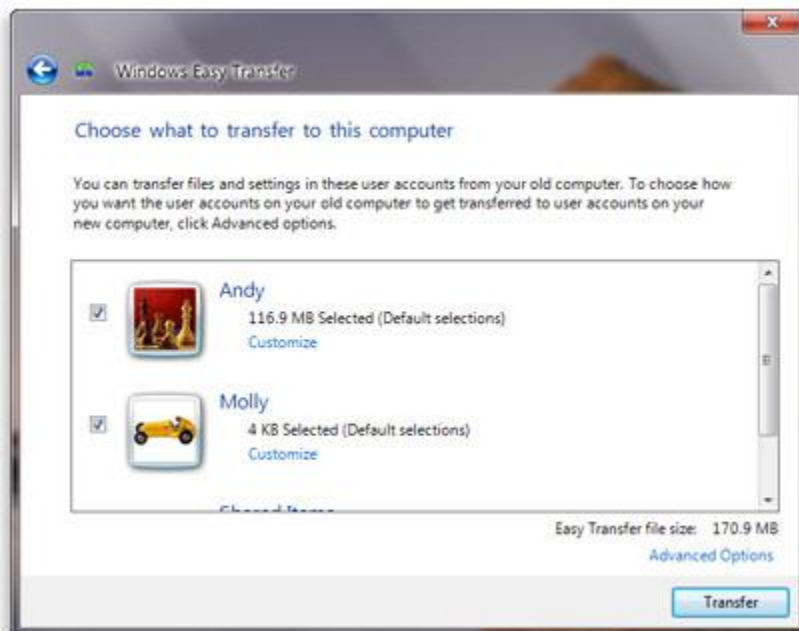 Windows Easy Transfer
Choose what to transfer to this computer
You can transfer files and settings in these user accounts from your old computer. To choose how
you want the user accounts on your old computer to get transferred to user accounts on your
new computer, click Advanced options.
Andy
116.9 MB Selected (Default selections)
Customize
Molly
4 KB Selected (Default selections)
Customize
Shared Items
Easy Transfer file size: 170.9 MB
Advanced Options
Transfer